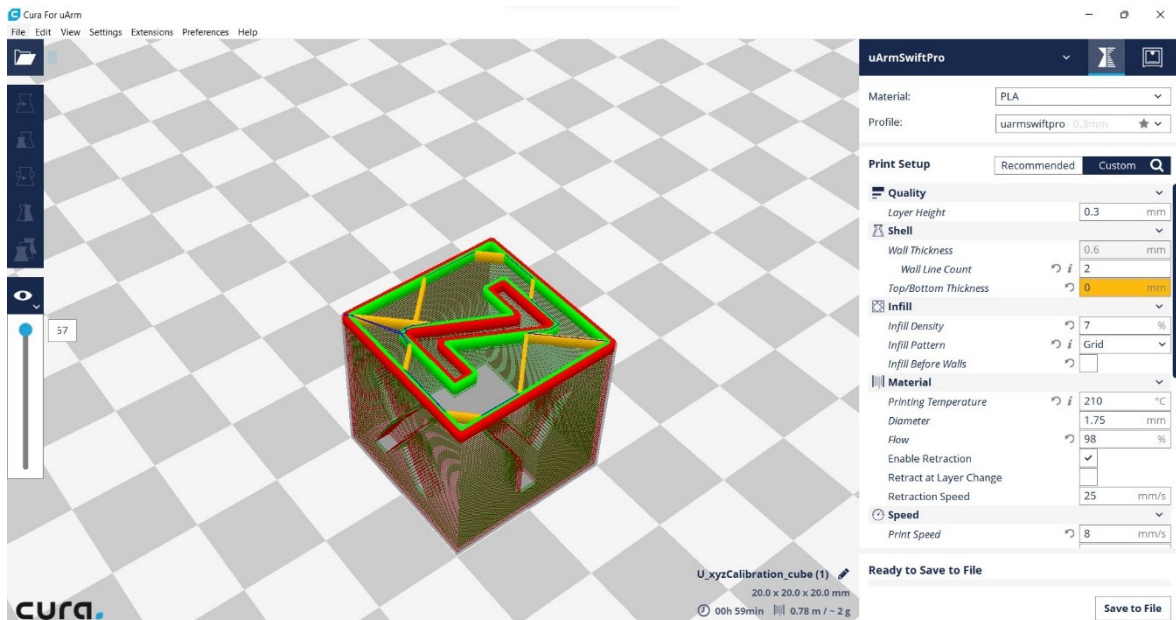 Cura For uArm
File Edit View Settings Extensions Preferences Help
57
U_xyzCalibration_cube (1)
20.0 x 20.0 x 20.0 mm
00h 59min 0.78 m / ~ 2 g
cura.
uArmSwiftPro
Material: PLA
Profile: uarmswiftpro - 0.3mm
Print Setup Recommended Custom
Quality
Layer Height 0.3 mm
Shell
Wall Thickness 0.6 mm
Wall Line Count 2
Top/Bottom Thickness 0 mm
Infill
Infill Density 7 %
Infill Pattern Grid
Infill Before Walls
Material
Printing Temperature 210 °C
Diameter 1.75 mm
Flow 98 %
Enable Retraction
Retract at Layer Change
Retraction Speed 25 mm/s
Speed
Print Speed 8 mm/s
Ready to Save to File
Save to File